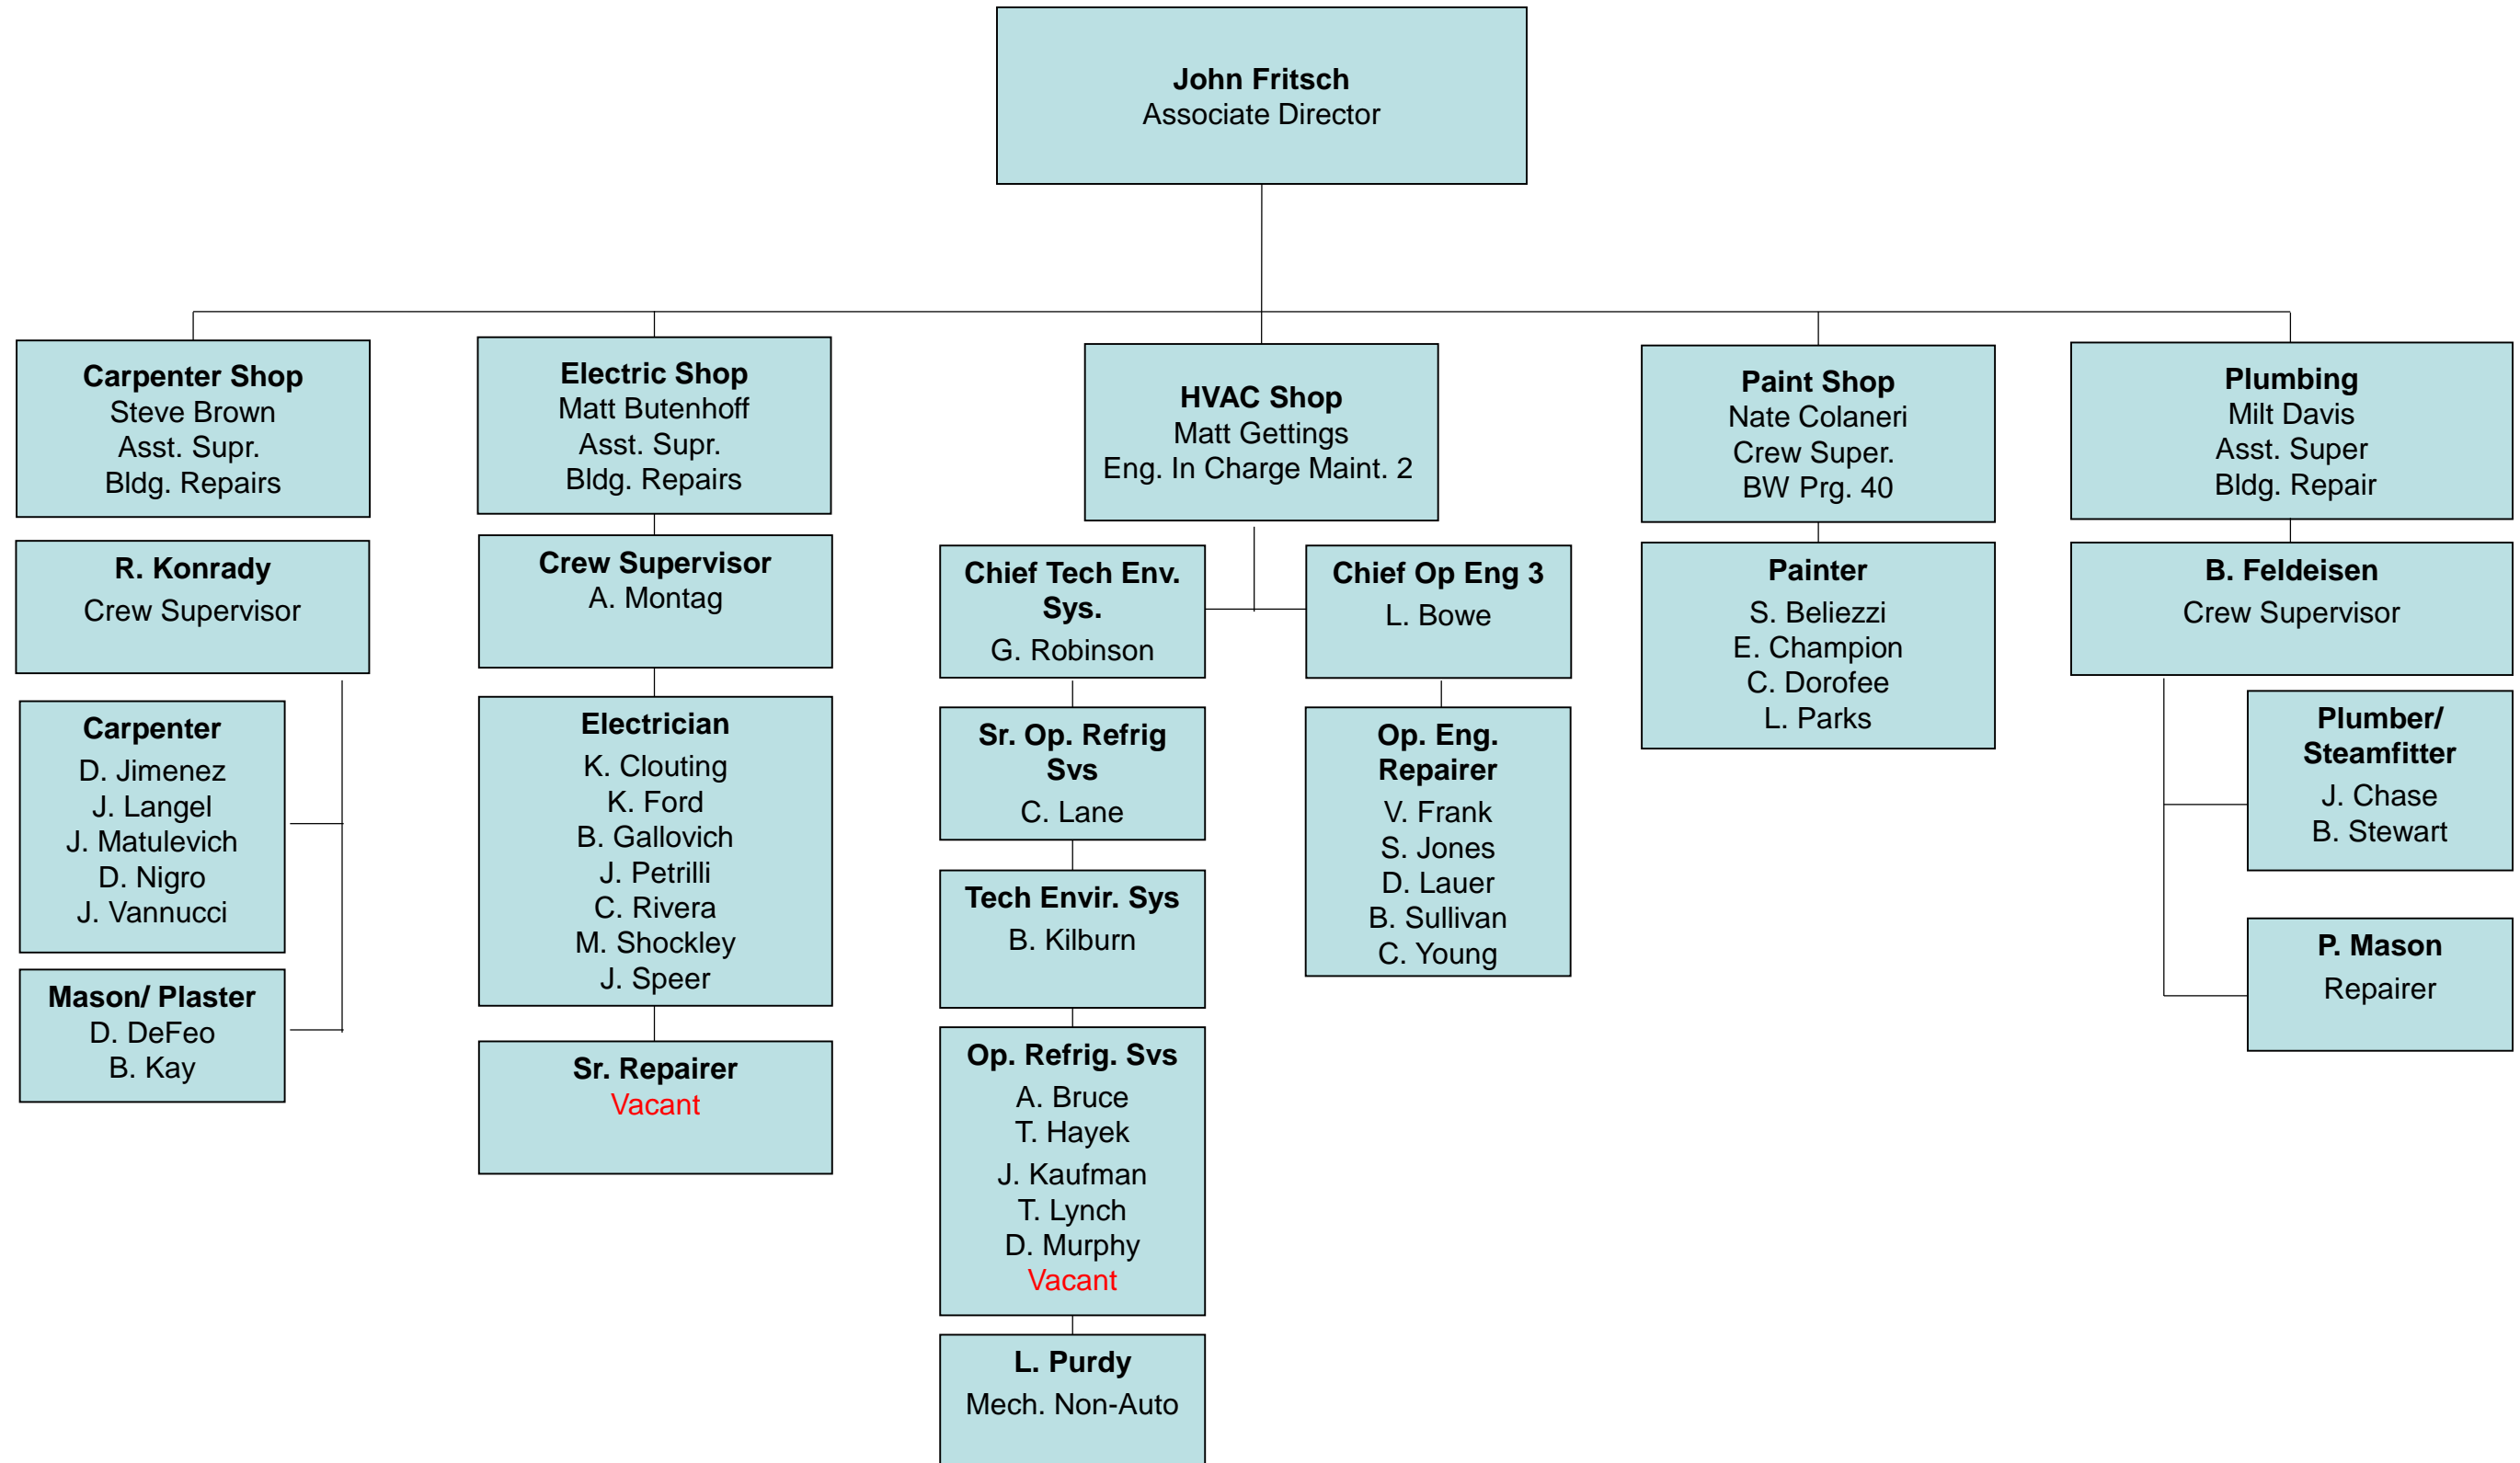 John Fritsch
Associate Director
Carpenter Shop
Steve Brown
Asst. Supr.
Bldg. Repairs
R. Konrady
Crew Supervisor
Carpenter
D. Jimenez
J. Langel
J. Matulevich
D. Nigro
J. Vannucci
Mason/ Plaster
D. DeFeo
B. Kay
Electric Shop
Matt Butenhoff
Asst. Supr.
Bldg. Repairs
Crew Supervisor
A. Montag
Electrician
K. Clouting
K. Ford
B. Gallovich
J. Petrilli
C. Rivera
M. Shockley
J. Speer
Sr. Repairer
Vacant
HVAC Shop
Matt Gettings
Eng. In Charge Maint. 2
Chief Tech Env.
Sys.
G. Robinson
Sr. Op. Refrig
Svs
C. Lane
Tech Envir. Sys
B. Kilburn
Op. Refrig. Svs
A. Bruce
T. Hayek
J. Kaufman
T. Lynch
D. Murphy
Vacant
L. Purdy
Mech. Non-Auto
Chief Op Eng 3
L. Bowe
Op. Eng.
Repairer
V. Frank
S. Jones
D. Lauer
B. Sullivan
C. Young
Paint Shop
Nate Colaneri
Crew Super.
BW Prg. 40
Painter
S. Beliezzi
E. Champion
C. Dorofee
L. Parks
Plumbing
Milt Davis
Asst. Super
Bldg. Repair
B. Feldeisen
Crew Supervisor
Plumber/
Steamfitter
J. Chase
B. Stewart
P. Mason
Repairer